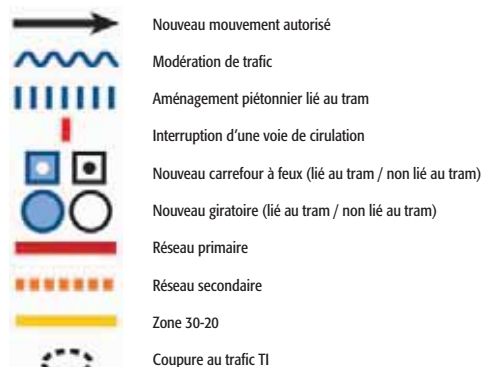 Nouveau mouvement autorisé
Modération de trafic
Aménagement piétonnier lié au tram
Interruption d'une voie de cirulation
Nouveau carrefour à feux (lié au tram / non lié au tram)
Nouveau giratoire (lié au tram / non lié au tram)
Réseau primaire
Réseau secondaire
Zone 30-20
Coupure au trafic TI